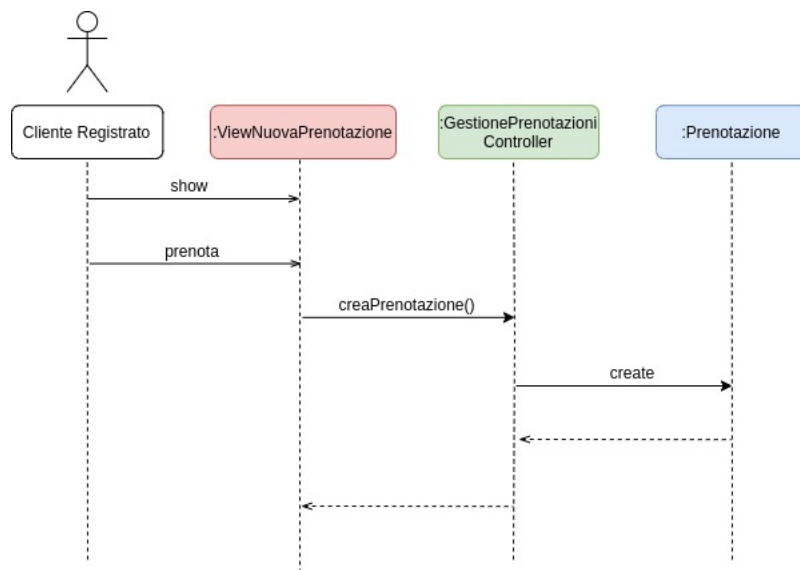 Cliente Registrato
:ViewNuovaPrenotazione
:GestionePrenotazioni
Controller
:Prenotazione
show
prenota
creaPrenotazione()
create